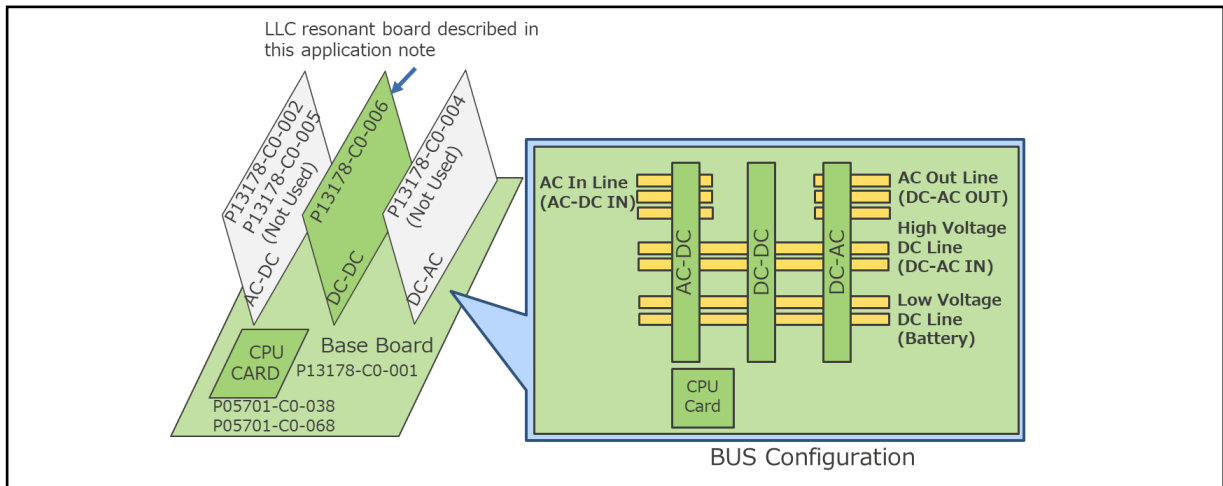 LLC resonant board described in
this application note
P13178-C0-002
P13178-C0-005
(Not Used)
AC-DC
P13178-C0-006
DC-DC
P13178-C0-004
(Not Used)
DC-AC
CPU
CARD
Base Board
P13178-C0-001
P05701-C0-038
P05701-C0-068
AC In Line
(AC-DC IN)
AC-DC
DC-DC
DC-AC
AC Out Line
(DC-AC OUT)
High Voltage
DC Line
(DC-AC IN)
Low Voltage
DC Line
(Battery)
CPU
Card
BUS Configuration